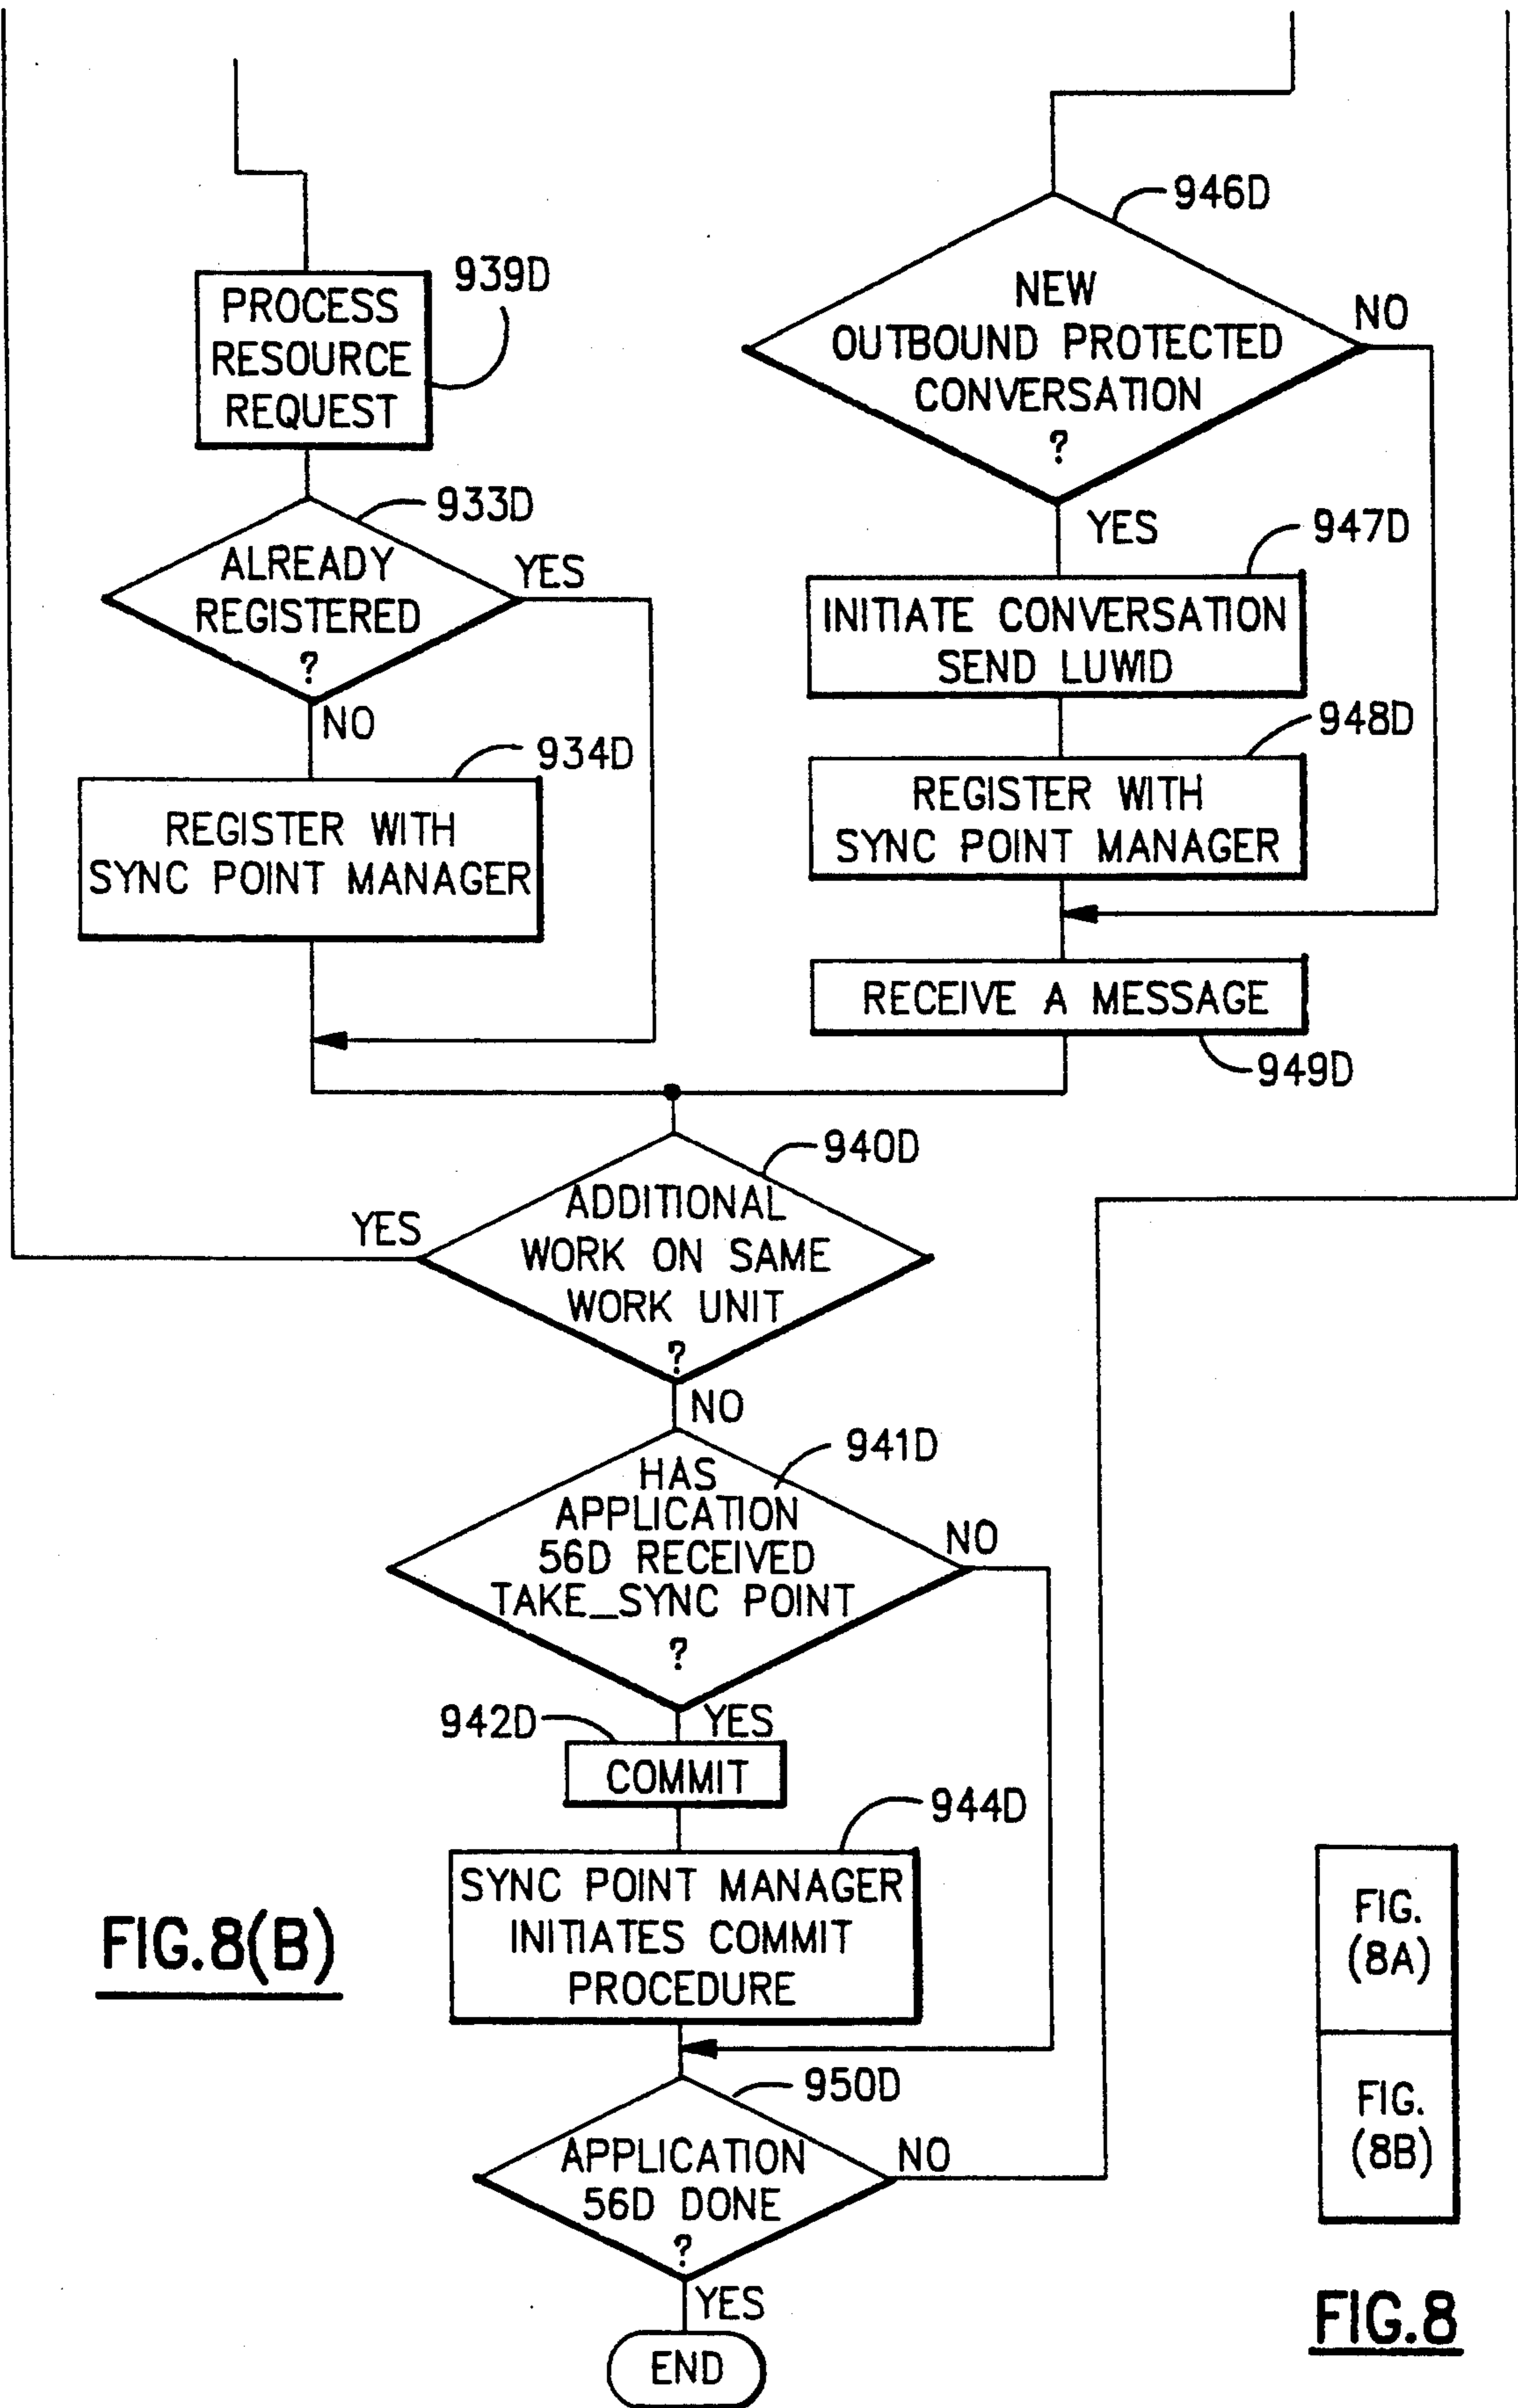 939D
PROCESS
RESOURCE
REQUEST
933D
ALREADY
REGISTERED
?
YES
NO
934D
REGISTER WITH
SYNC POINT MANAGER
946D
NEW
OUTBOUND PROTECTED
CONVERSATION
?
NO
YES
947D
INITIATE CONVERSATION
SEND LUWID
948D
REGISTER WITH
SYNC POINT MANAGER
RECEIVE A MESSAGE
949D
940D
ADDITIONAL
WORK ON SAME
WORK UNIT
?
YES
NO
941D
HAS
APPLICATION
56D RECEIVED
TAKE_SYNC POINT
?
NO
YES
942D
COMMIT
944D
SYNC POINT MANAGER
INITIATES COMMIT
PROCEDURE
950D
APPLICATION
56D DONE
?
NO
YES
END
FIG.8(B)
FIG.
(8A)
FIG.
(8B)
FIG.8